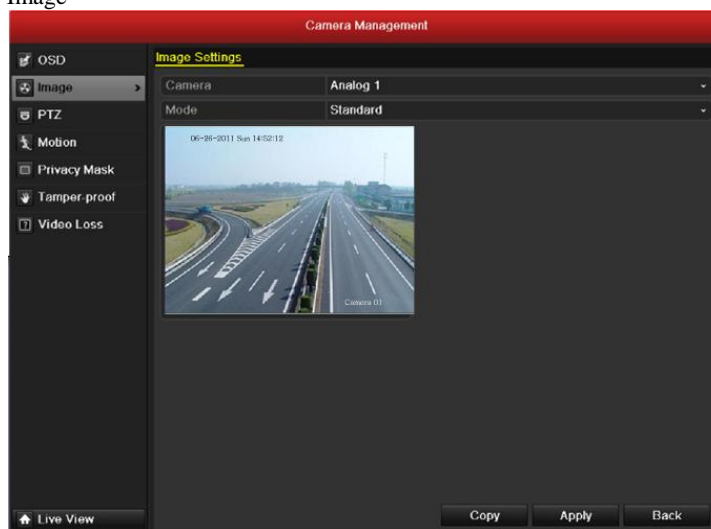 Image
Camera Management
OSD
Image
PTZ
Motion
Privacy Mask
Tamper-proof
Video Loss
Live View
Image Settings
Camera Analog 1
Mode Standard
06-26-2011 Sun 14:52:12
Camera 01
Copy Apply Back